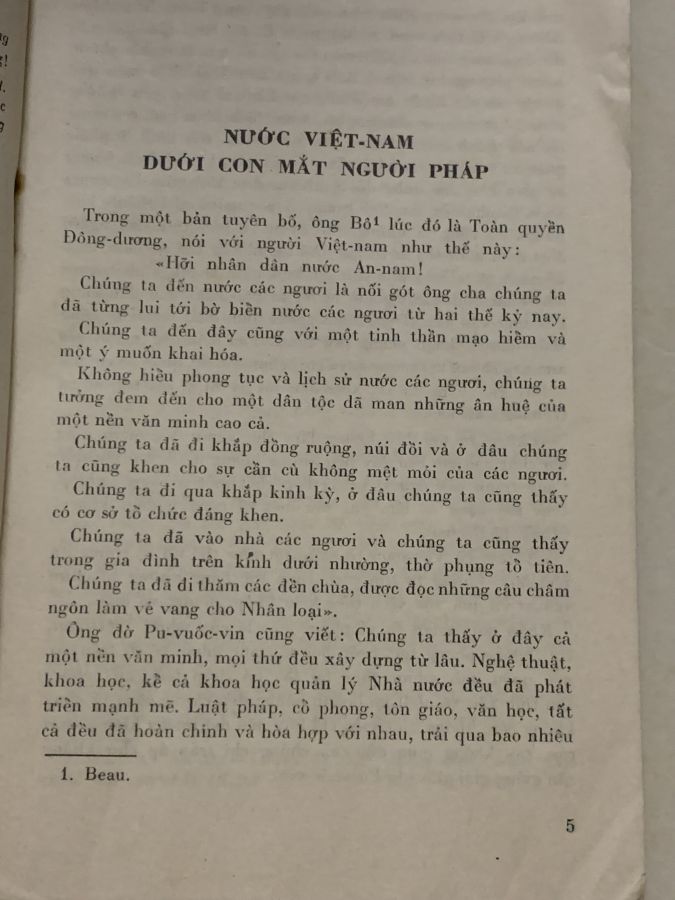 NƯỚC VIỆT-NAM
DƯỚI CON MẮT NGƯỜI PHÁP
Trong một bản tuyên bố, ông Bô¹ lúc đó là Toàn quyền
Đông-dương, nói với người Việt-nam như thế này:
«Hỡi nhân dân nước An-nam!
Chúng ta đến nước các ngươi là nối gót ông cha chúng ta
đã từng lui tới bờ biển nước các ngươi từ hai thế kỷ nay.
Chúng ta đến đây cũng với một tinh thần mạo hiểm và
một ý muốn khai hóa.
Không hiểu phong tục và lịch sử nước các ngươi, chúng ta
tưởng đem đến cho một dân tộc dã man những ân huệ của
một nền văn minh cao cả.
Chúng ta đã đi khắp đồng ruộng, núi đồi và ở đâu chúng
ta cũng khen cho sự cần cù không mệt mỏi của các ngươi.
Chúng ta đi qua khắp kinh kỳ, ở đâu chúng ta cũng thấy
có cơ sở tổ chức đáng khen.
Chúng ta đã vào nhà các ngươi và chúng ta cũng thấy
trong gia đình trên kính dưới nhường, thờ phụng tổ tiên.
Chúng ta đã đi thăm các đền chùa, được đọc những câu châm
ngôn làm vẻ vang cho Nhân loại».
Ông đờ Pu-vuốc-vin cũng viết: Chúng ta thấy ở đây cả
một nền văn minh, mọi thứ đều xây dựng từ lâu. Nghệ thuật,
khoa học, kể cả khoa học quản lý Nhà nước đều đã phát
triển mạnh mẽ. Luật pháp, cổ phong, tôn giáo, văn học, tất
cả đều đã hoàn chỉnh và hòa hợp với nhau, trải qua bao nhiêu
1. Beau.
5